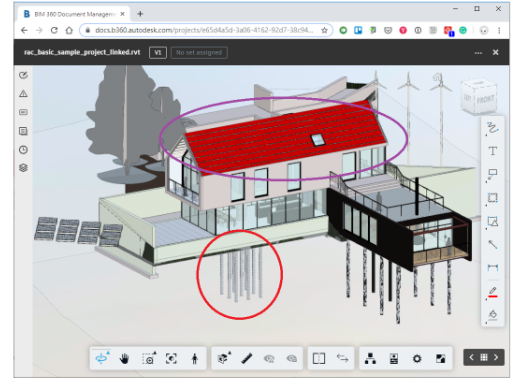 BIM 360 Document Managem
docs.b360.autodesk.com/projects/e65d4a5d-3a06-4162-92d7-38c94...
rac_basic_sample_project_linked.rvt V1 No set assigned
FRONT
T